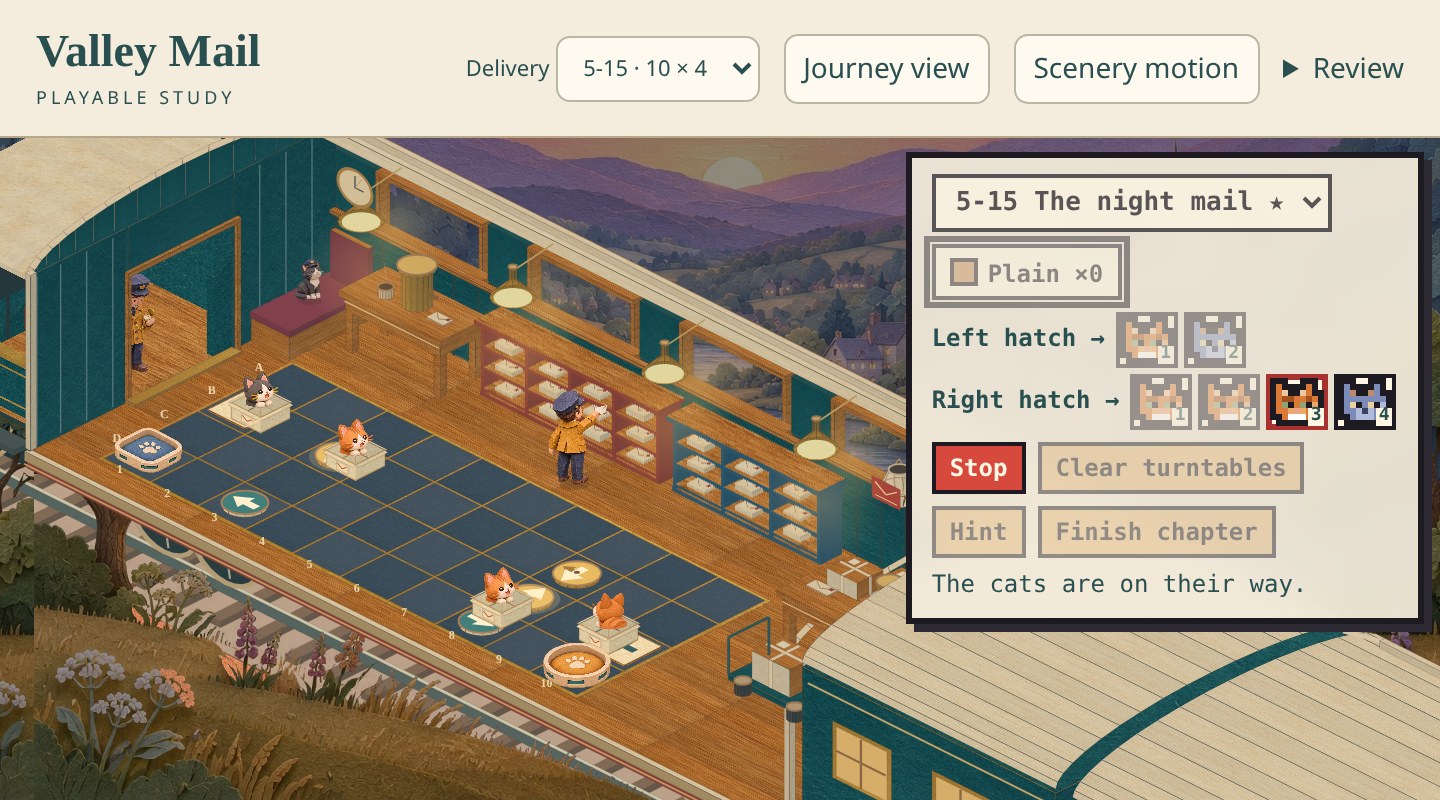 Valley Mail
PLAYABLE STUDY
Delivery
5-15 · 10 × 4
Journey view
Scenery motion
▶ Review
5-15 The night mail ★
Plain ×0
Left hatch →
1
2
Right hatch →
1
2
3
4
Stop
Clear turntables
Hint
Finish chapter
The cats are on their way.
A
B
C
D
1
2
3
4
5
6
7
8
9
10